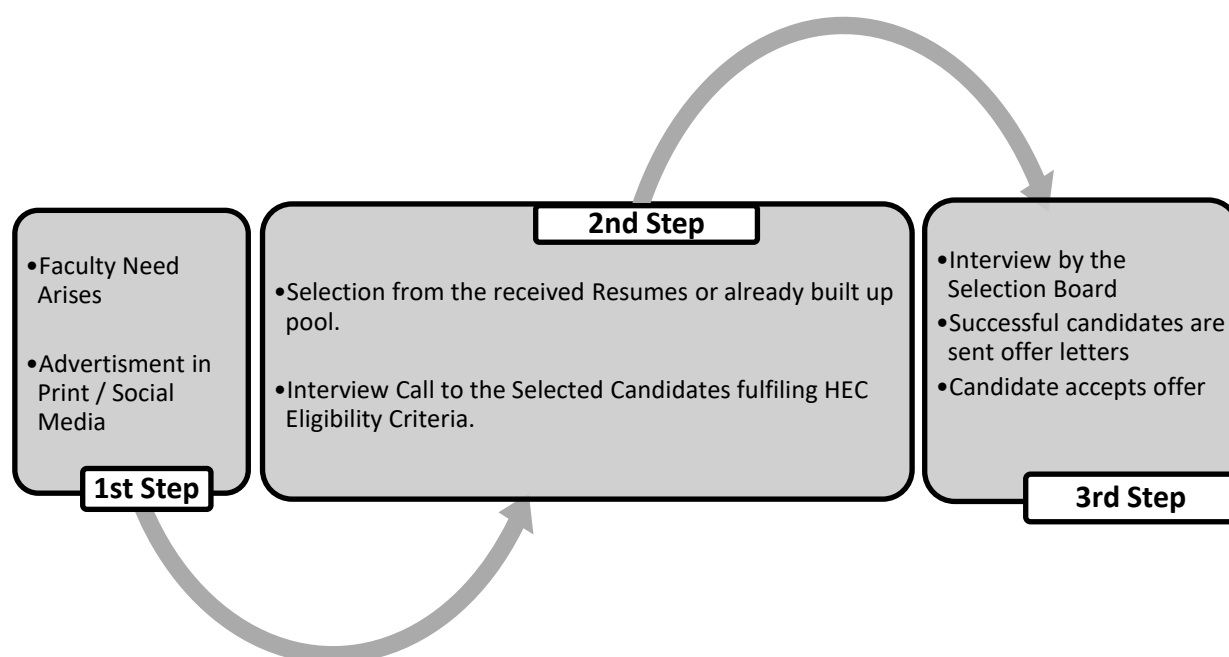 •Faculty Need
Arises
•Advertisment in
Print / Social
Media
1st Step
2nd Step
•Selection from the received Resumes or already built up
pool.
•Interview Call to the Selected Candidates fulfiling HEC
Eligibility Criteria.
•Interview by the
Selection Board
•Successful candidates are
sent offer letters
•Candidate accepts offer
3rd Step